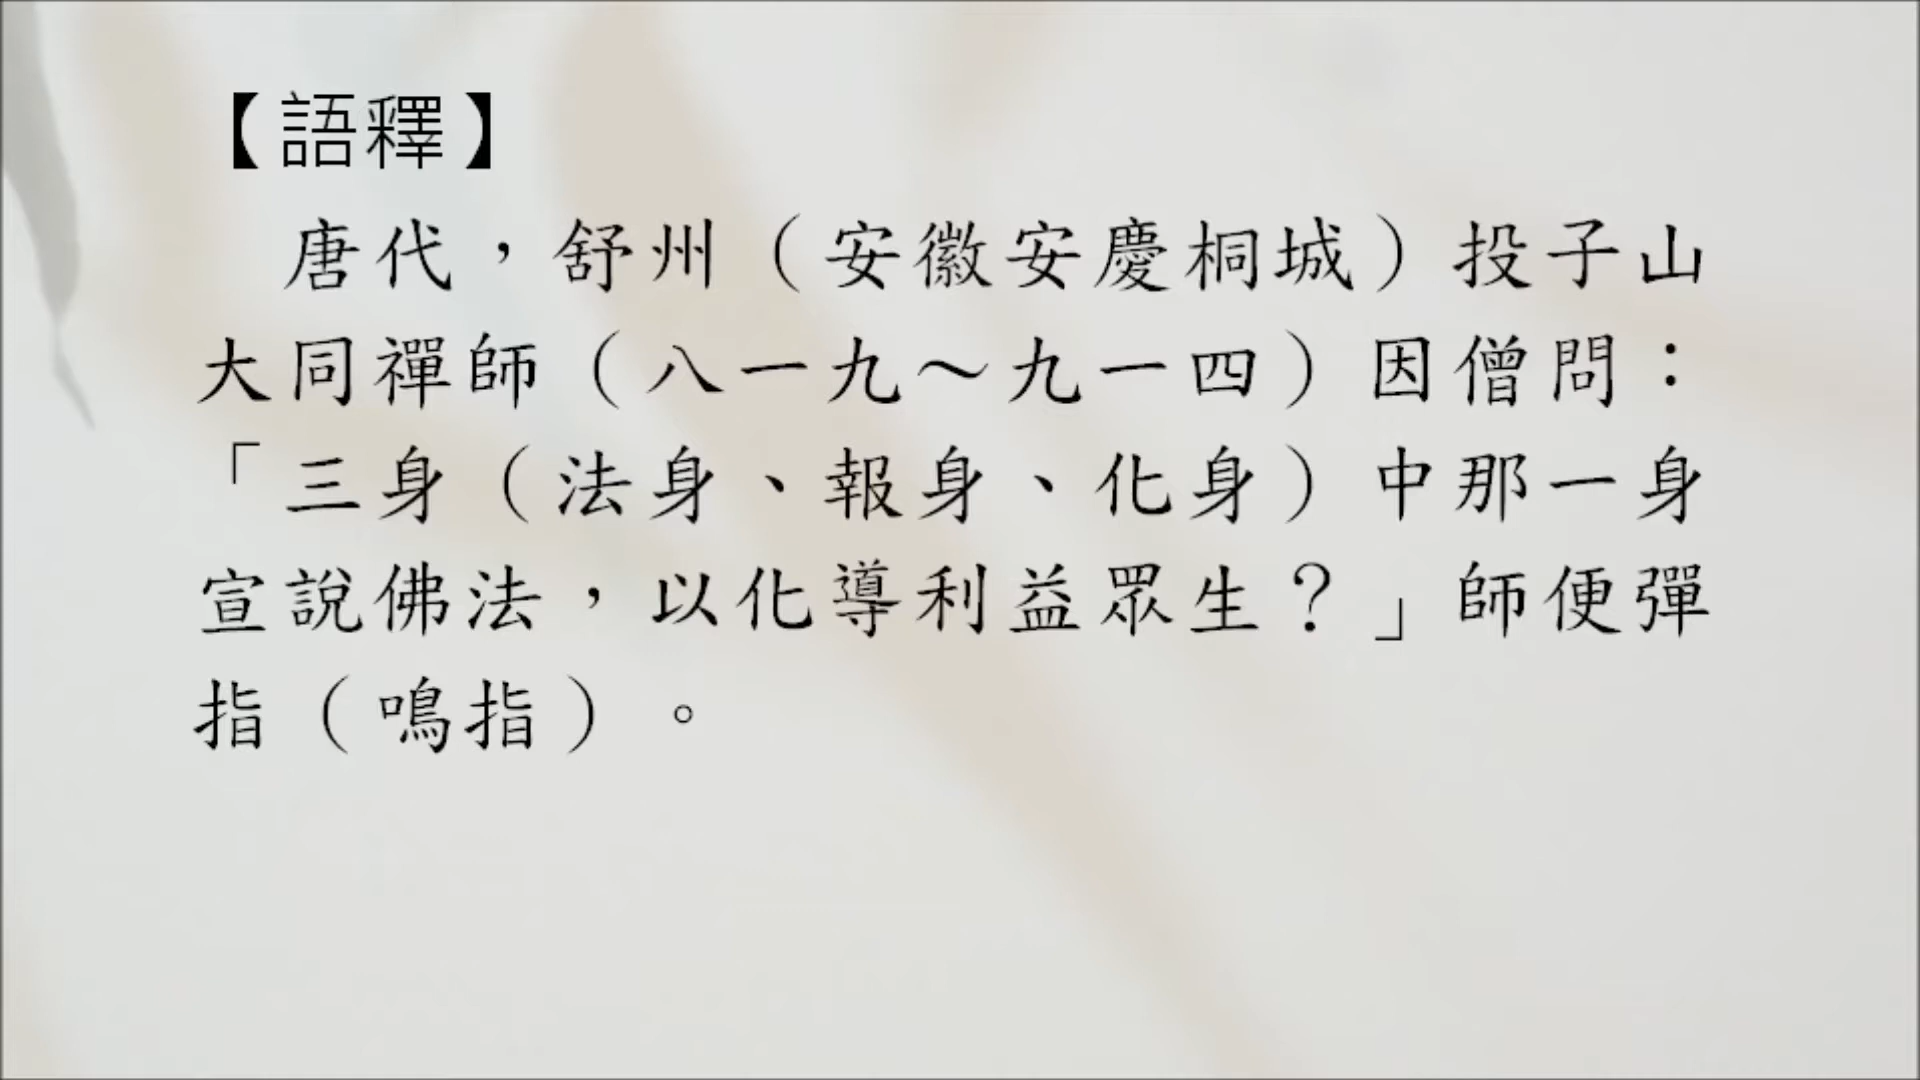 【語釋】
唐代，舒州（安徽安慶桐城）投子山
大同禪師（八一九～九一四）因僧問：
「三身（法身、報身、化身）中那一身
宣說佛法，以化導利益眾生？」師便彈
指（鳴指）。